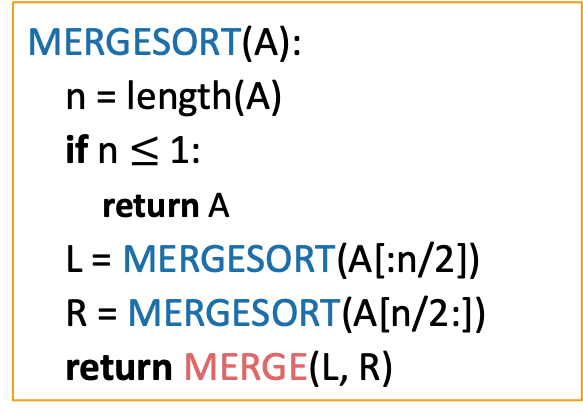 MERGESORT(A):
n = length(A)
if n ≤ 1:
return A
L = MERGESORT(A[:n/2])
R = MERGESORT(A[n/2:])
return MERGE(L, R)